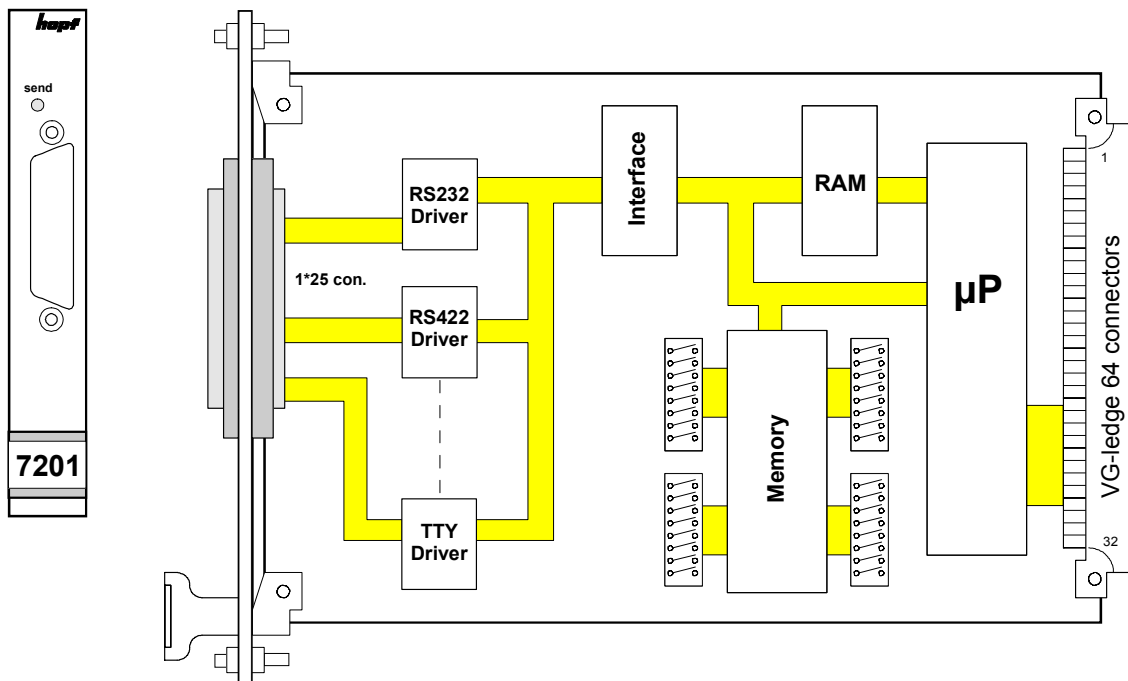 hopf
send
7201
1*25 con.
RS232
Driver
RS422
Driver
TTY
Driver
Interface
RAM
Memory
µP
1
VG-ledge 64 connectors
32